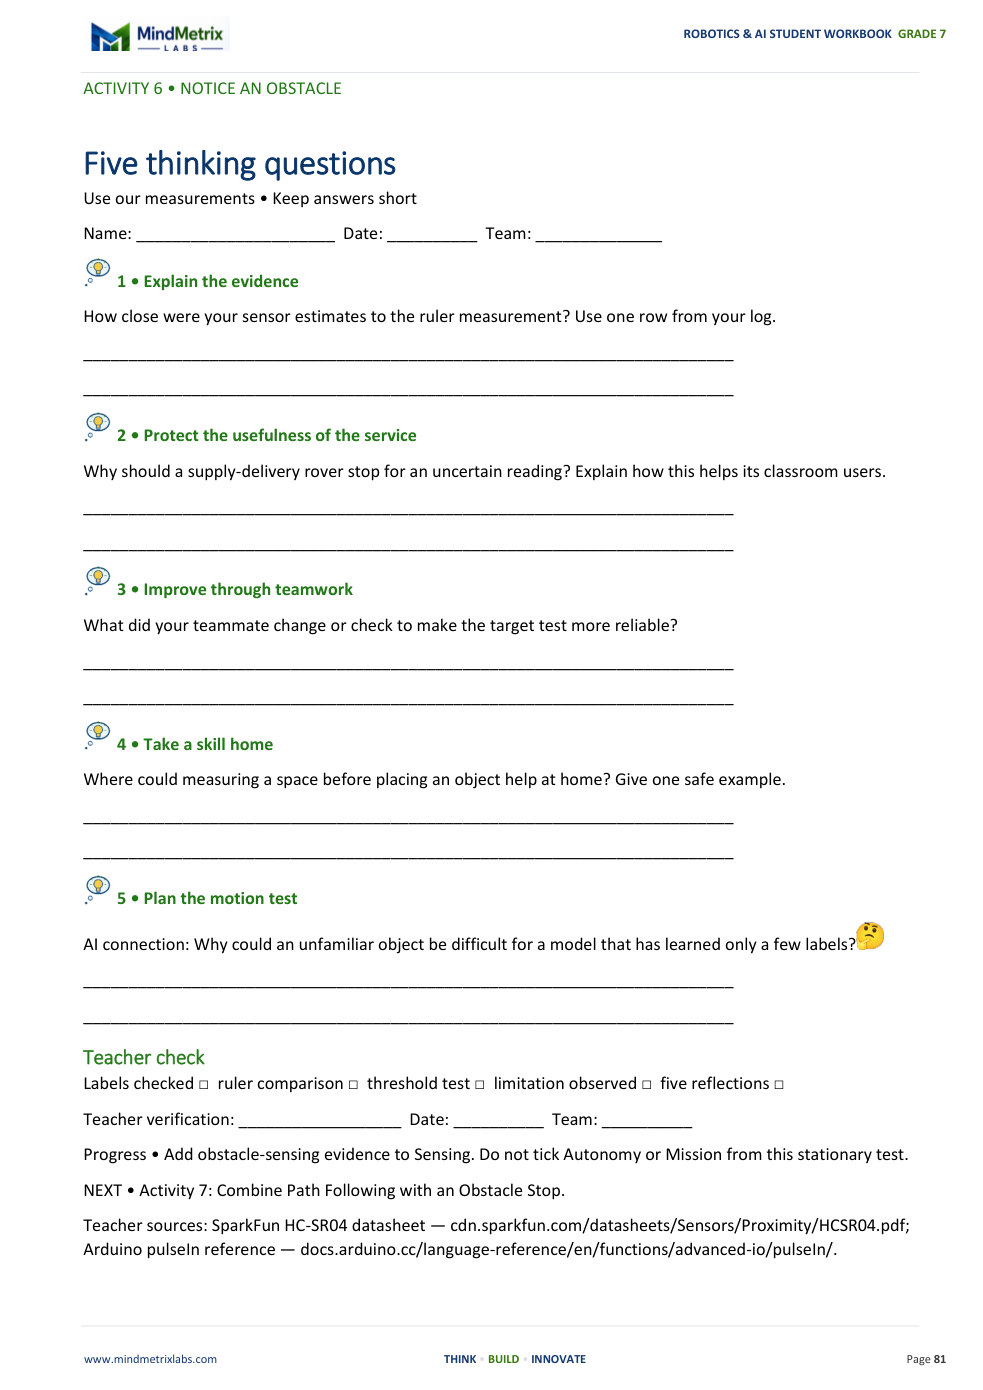 MindMetrix
LABS
ROBOTICS & AI STUDENT WORKBOOK GRADE 7
ACTIVITY 6 • NOTICE AN OBSTACLE
Five thinking questions
Use our measurements • Keep answers short
Name: ______________________ Date: __________ Team: ______________
1 • Explain the evidence
How close were your sensor estimates to the ruler measurement? Use one row from your log.
________________________________________________________________________
________________________________________________________________________
2 • Protect the usefulness of the service
Why should a supply-delivery rover stop for an uncertain reading? Explain how this helps its classroom users.
________________________________________________________________________
________________________________________________________________________
3 • Improve through teamwork
What did your teammate change or check to make the target test more reliable?
________________________________________________________________________
________________________________________________________________________
4 • Take a skill home
Where could measuring a space before placing an object help at home? Give one safe example.
________________________________________________________________________
________________________________________________________________________
5 • Plan the motion test
AI connection: Why could an unfamiliar object be difficult for a model that has learned only a few labels?🤔
________________________________________________________________________
________________________________________________________________________
Teacher check
Labels checked □ ruler comparison □ threshold test □ limitation observed □ five reflections □
Teacher verification: __________________ Date: __________ Team: __________
Progress • Add obstacle-sensing evidence to Sensing. Do not tick Autonomy or Mission from this stationary test.
NEXT • Activity 7: Combine Path Following with an Obstacle Stop.
Teacher sources: SparkFun HC-SR04 datasheet — cdn.sparkfun.com/datasheets/Sensors/Proximity/HCSR04.pdf;
Arduino pulseIn reference — docs.arduino.cc/language-reference/en/functions/advanced-io/pulseIn/.
www.mindmetrixlabs.com
THINK • BUILD • INNOVATE
Page 81